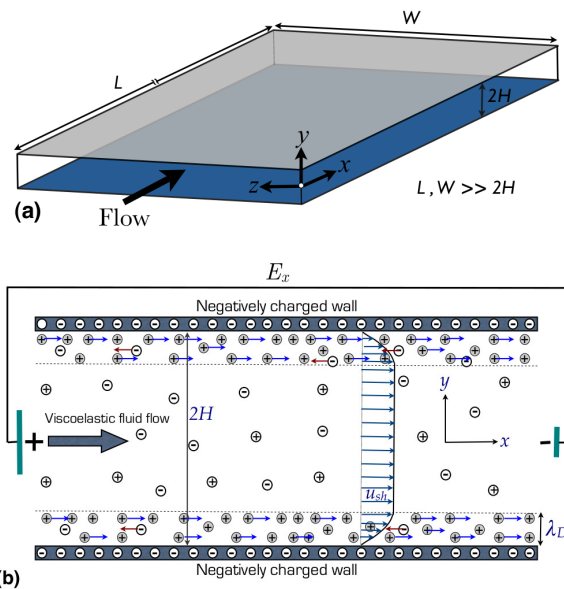 W
L
2H
y
x
z
L , W >> 2H
(a)
Flow
E_x
Negatively charged wall
2H
y
Viscoelastic fluid flow
x
u_sh
λ_D
Negatively charged wall
(b)